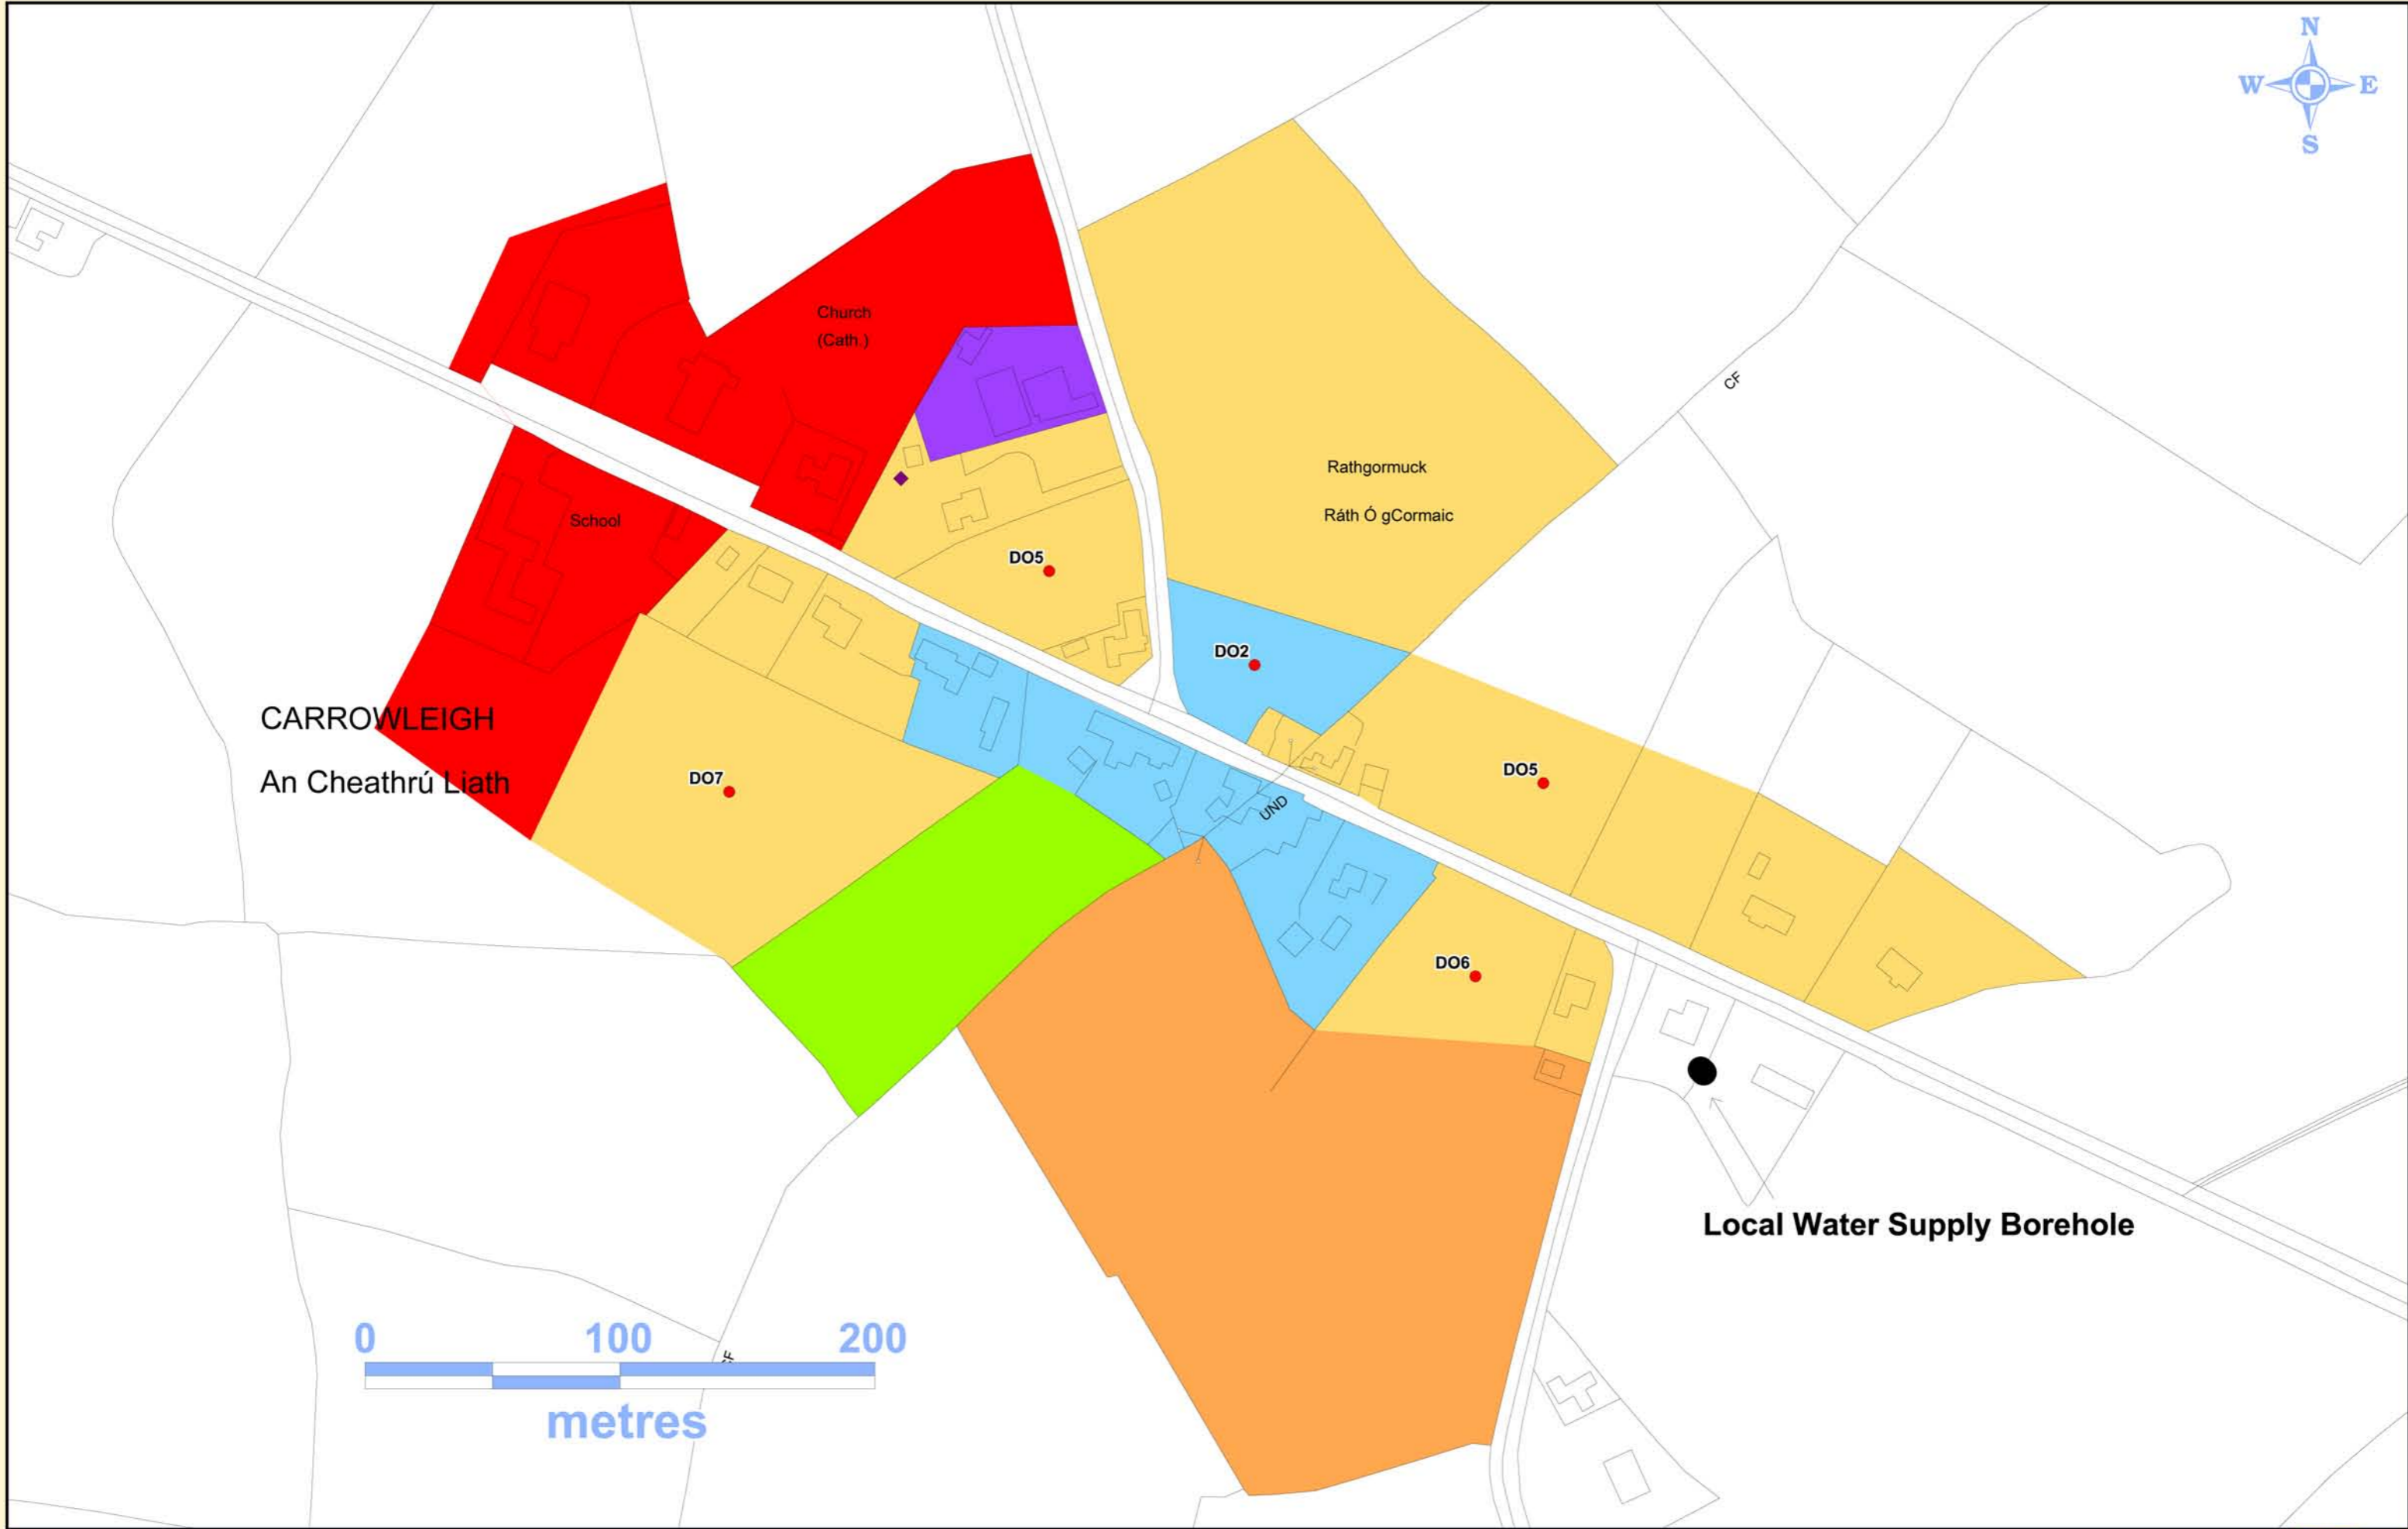 N
W E
S
Church
(Cath.)
CF
Rathgormuck
Ráth Ó gCormaic
School
DO5
DO2
CARROWLEIGH
An Cheathrú Liath
DO7
DO5
UND
DO6
Local Water Supply Borehole
0 100 200
metres